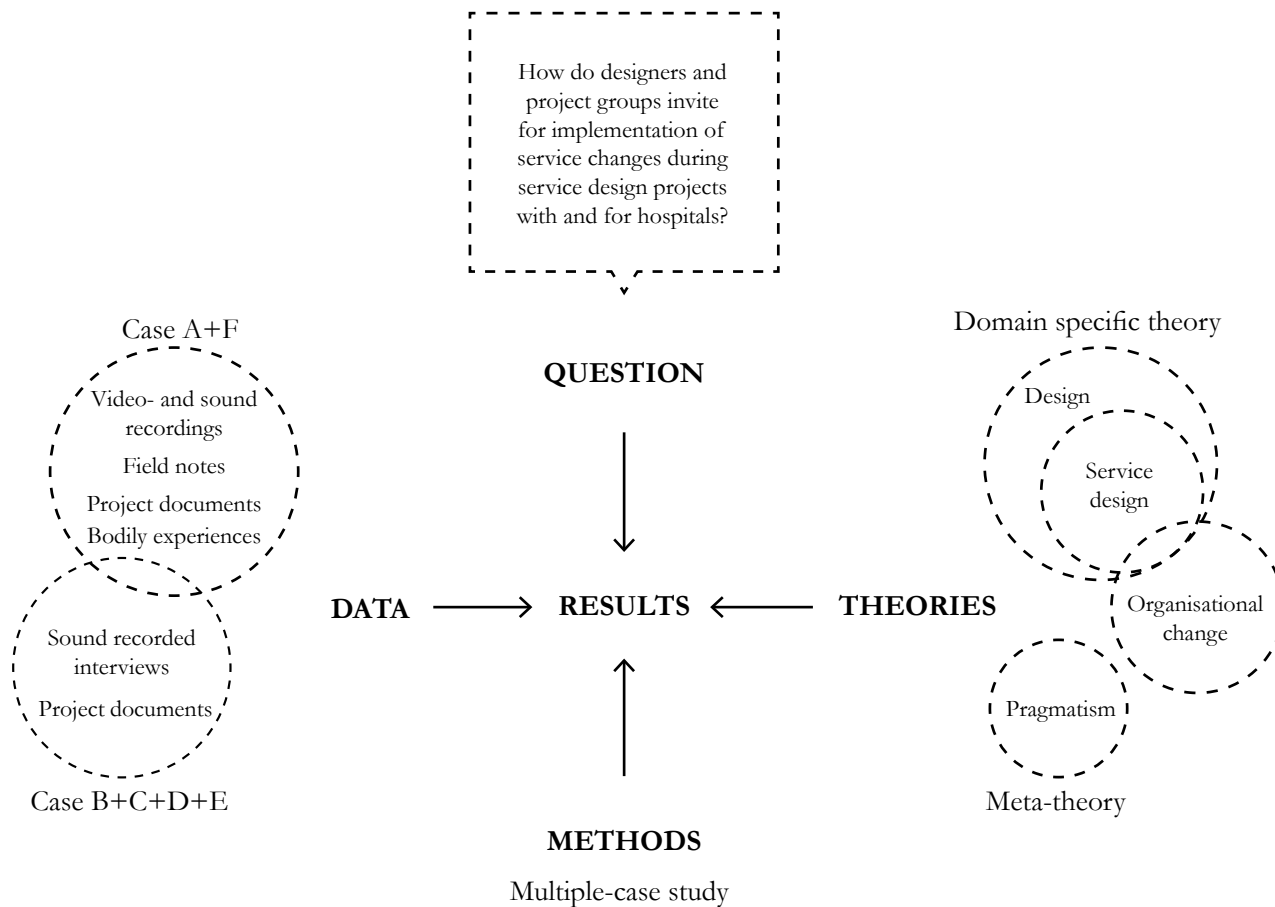 How do designers and
project groups invite
for implementation of
service changes during
service design projects
with and for hospitals?
QUESTION
Case A+F
Video- and sound
recordings
Field notes
Project documents
Bodily experiences
Sound recorded
interviews
Project documents
Case B+C+D+E
DATA
RESULTS
THEORIES
Domain specific theory
Design
Service
design
Organisational
change
Pragmatism
Meta-theory
METHODS
Multiple-case study